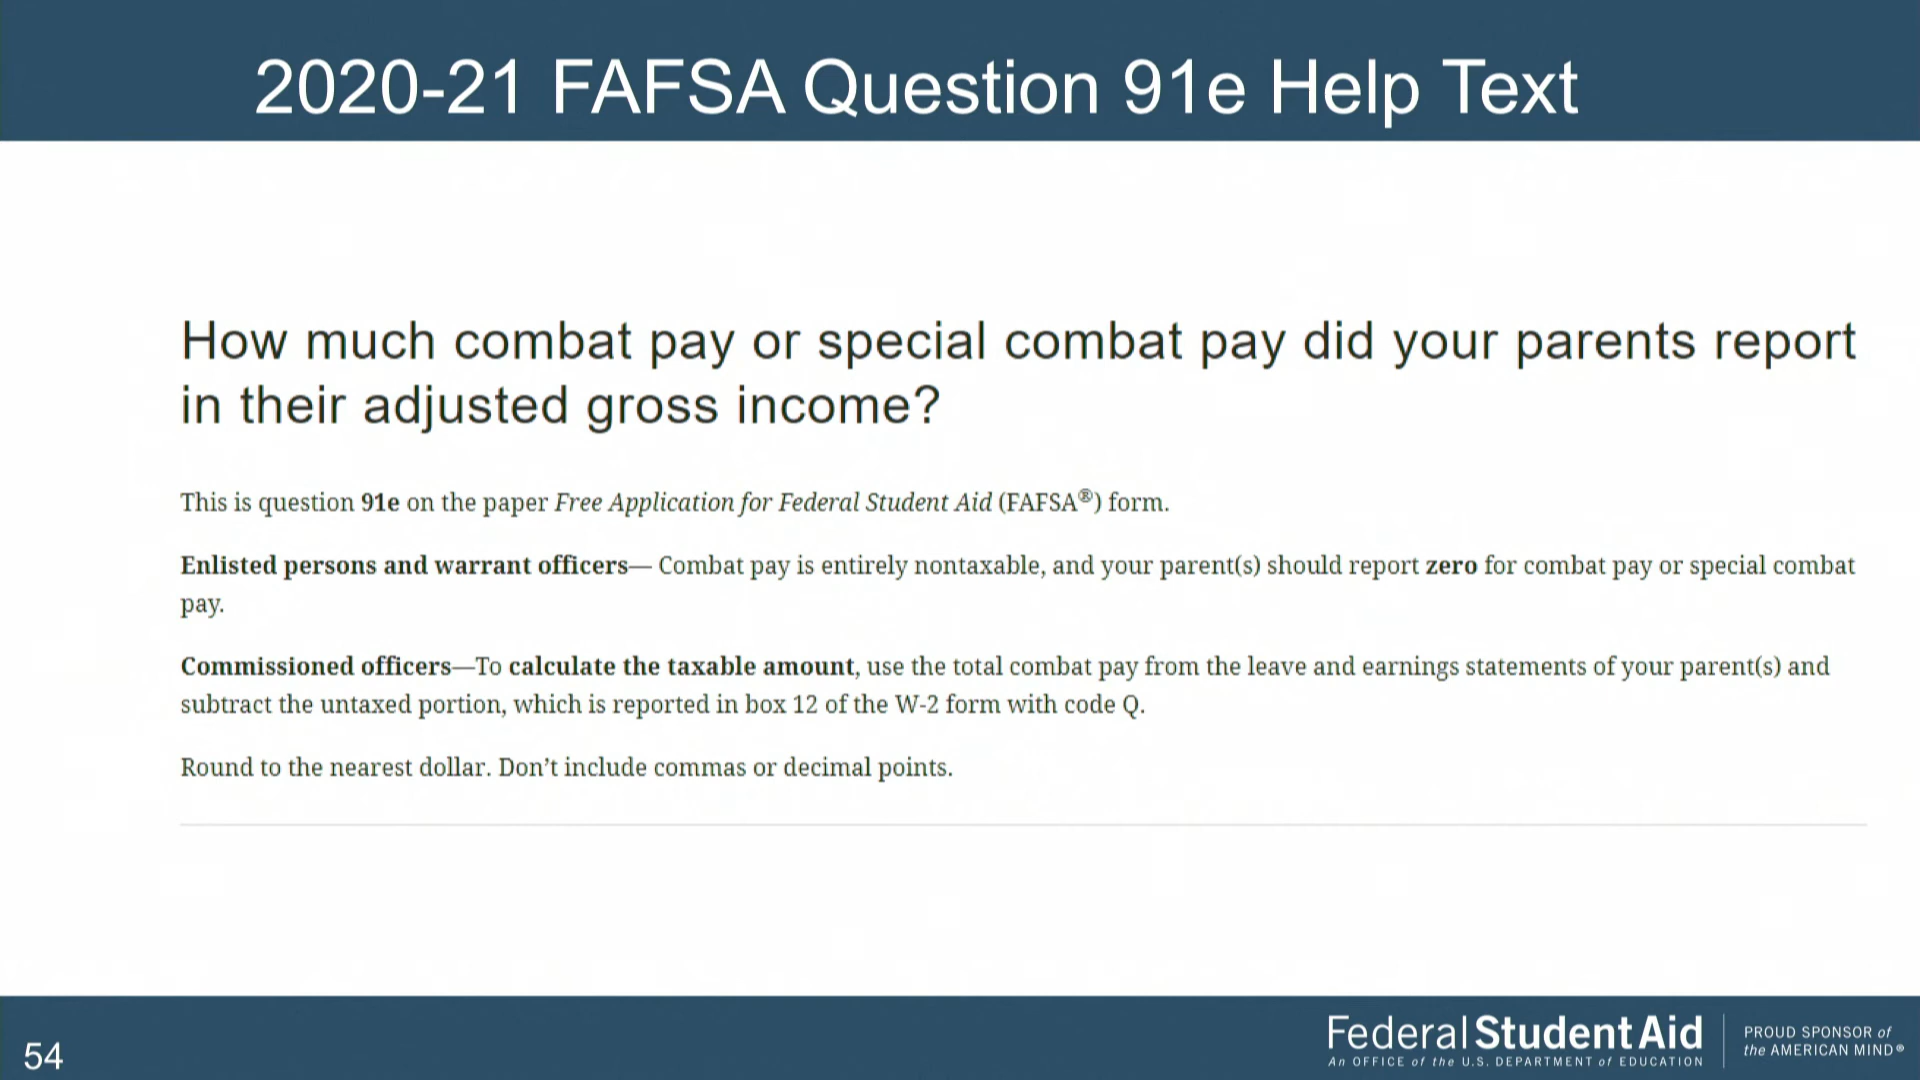 2020-21 FAFSA Question 91e Help Text
How much combat pay or special combat pay did your parents report
in their adjusted gross income?
This is question 91e on the paper Free Application for Federal Student Aid (FAFSA®) form.
Enlisted persons and warrant officers— Combat pay is entirely nontaxable, and your parent(s) should report zero for combat pay or special combat
pay.
Commissioned officers—To calculate the taxable amount, use the total combat pay from the leave and earnings statements of your parent(s) and
subtract the untaxed portion, which is reported in box 12 of the W-2 form with code Q.
Round to the nearest dollar. Don’t include commas or decimal points.
54
Federal Student Aid
An OFFICE of the U.S. DEPARTMENT of EDUCATION
PROUD SPONSOR of
the AMERICAN MIND®